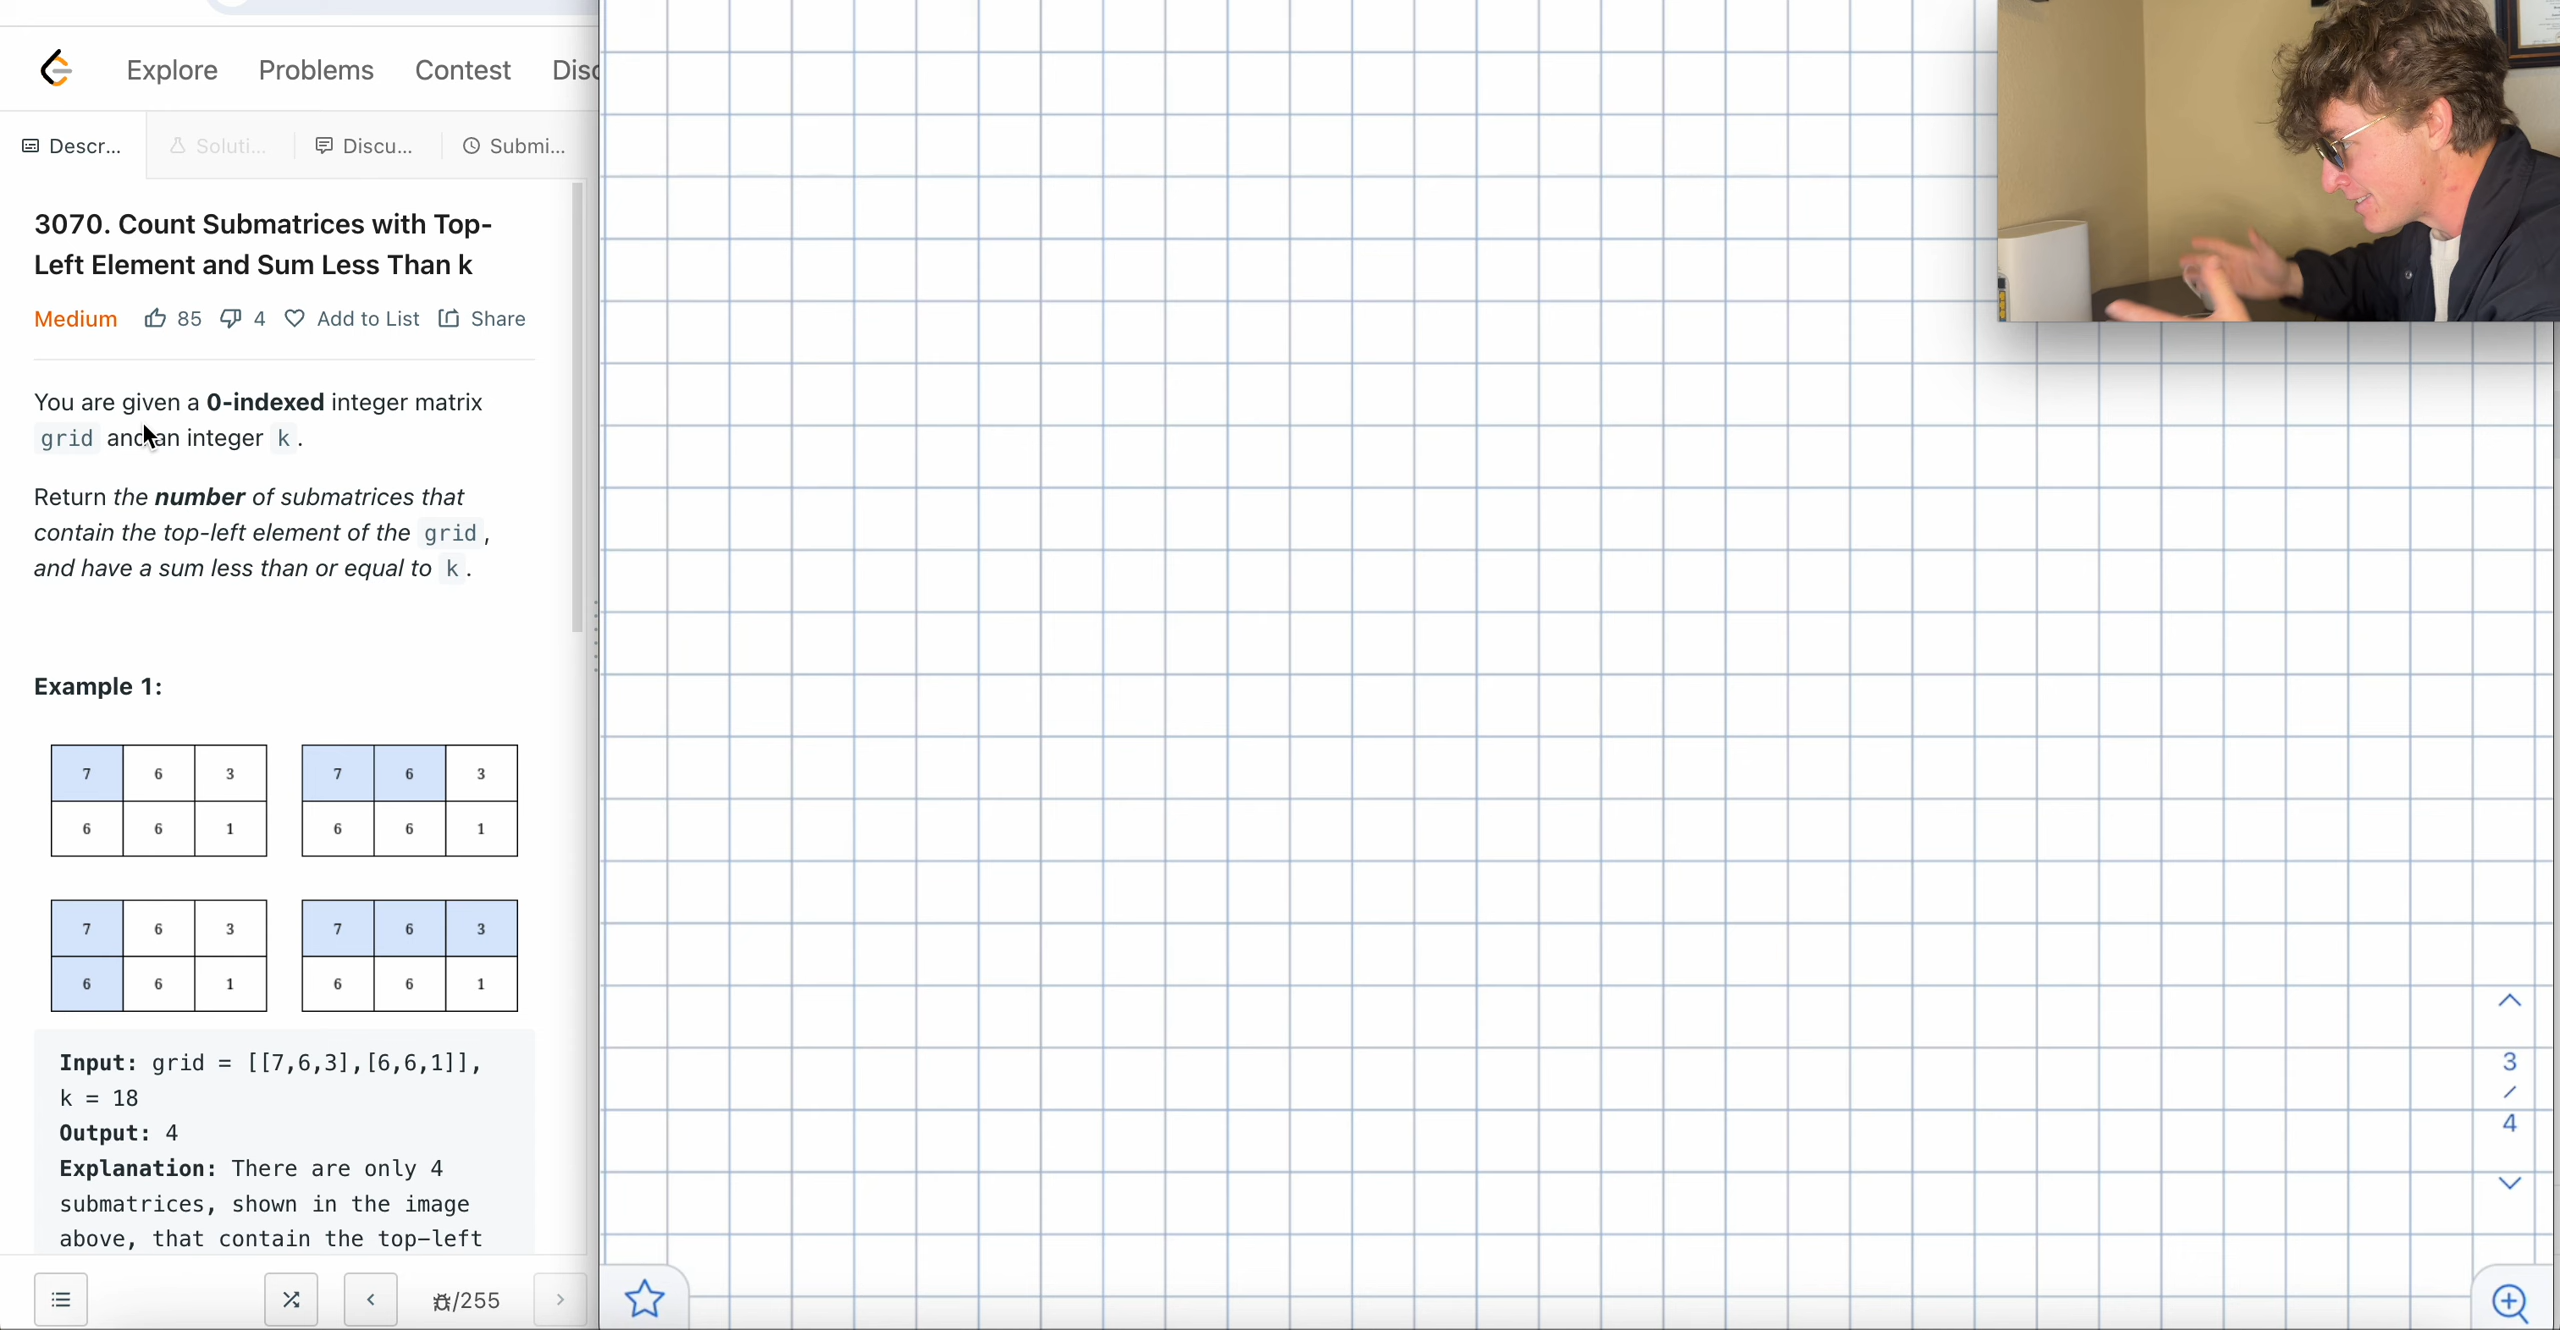 Explore Problems Contest Disc
Descr... Soluti... Discu... Submi...
3070. Count Submatrices with Top-
Left Element and Sum Less Than k
Medium 85 4 Add to List Share
You are given a 0-indexed integer matrix
grid and an integer k .
Return the number of submatrices that
contain the top-left element of the grid ,
and have a sum less than or equal to k .
Example 1:
7 6 3 7 6 3
6 6 1 6 6 1
7 6 3 7 6 3
6 6 1 6 6 1
Input: grid = [[7,6,3],[6,6,1]],
k = 18
Output: 4
Explanation: There are only 4
submatrices, shown in the image
above, that contain the top-left
/255
3
/
4